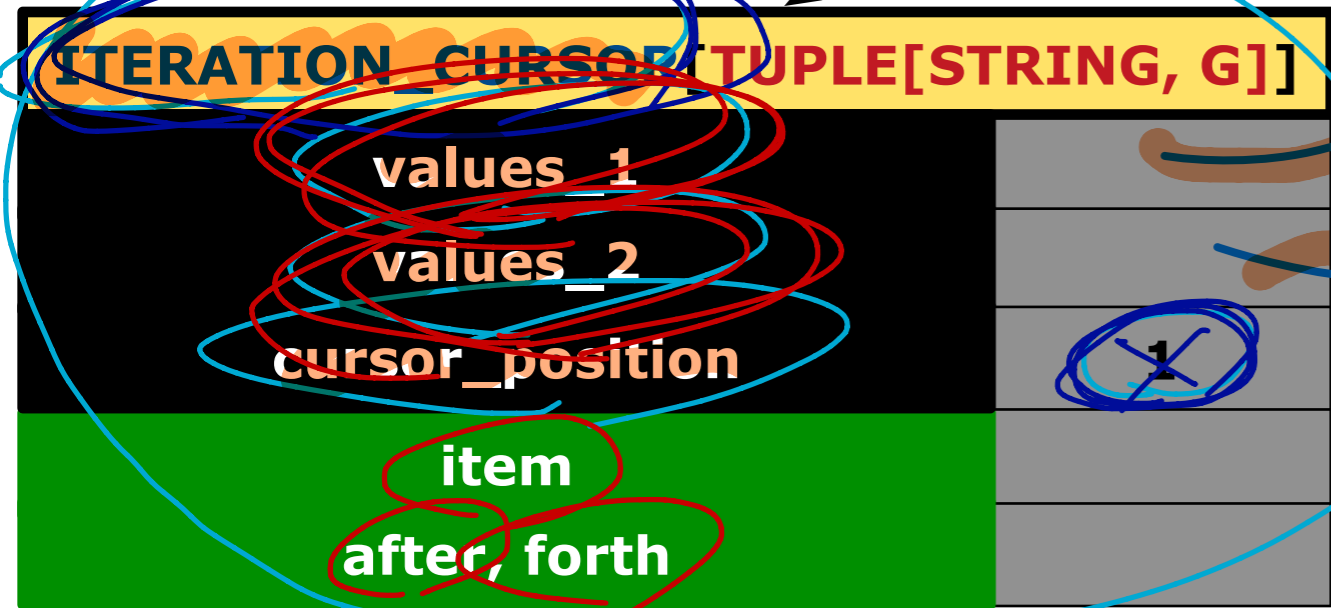 ITERATION_CURSOR[TUPLE[STRING, G]]
values_1
values_2
cursor_position 1
item
after, forth